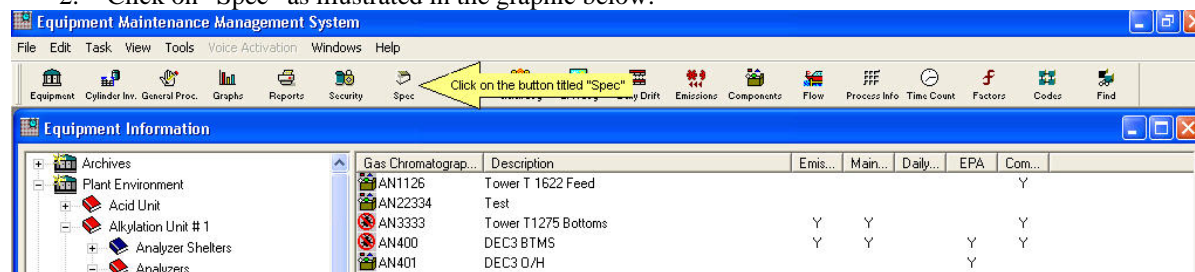 2. Click on "Spec" as illustrated in the graphic below.
Equipment Maintenance Management System
File Edit Task View Tools Voice Activation Windows Help
Click on the button titled "Spec"
Equipment Cylinder Inv. General Proc. Graphs Reports Security Spec Drift Emissions Components Flow Process Info Time Count Factors Codes Find
Equipment Information
Archives Gas Chromatograp... Description Emis... Main... Daily... EPA Com...
Plant Environment AN1126 Tower T 1622 Feed Y
Acid Unit AN22334 Test
Alkylation Unit # 1 AN3333 Tower T1275 Bottoms Y Y Y
Analyzer Shelters AN400 DEC3 BTMS Y Y Y Y
Analyzers AN401 DEC3 O/H Y